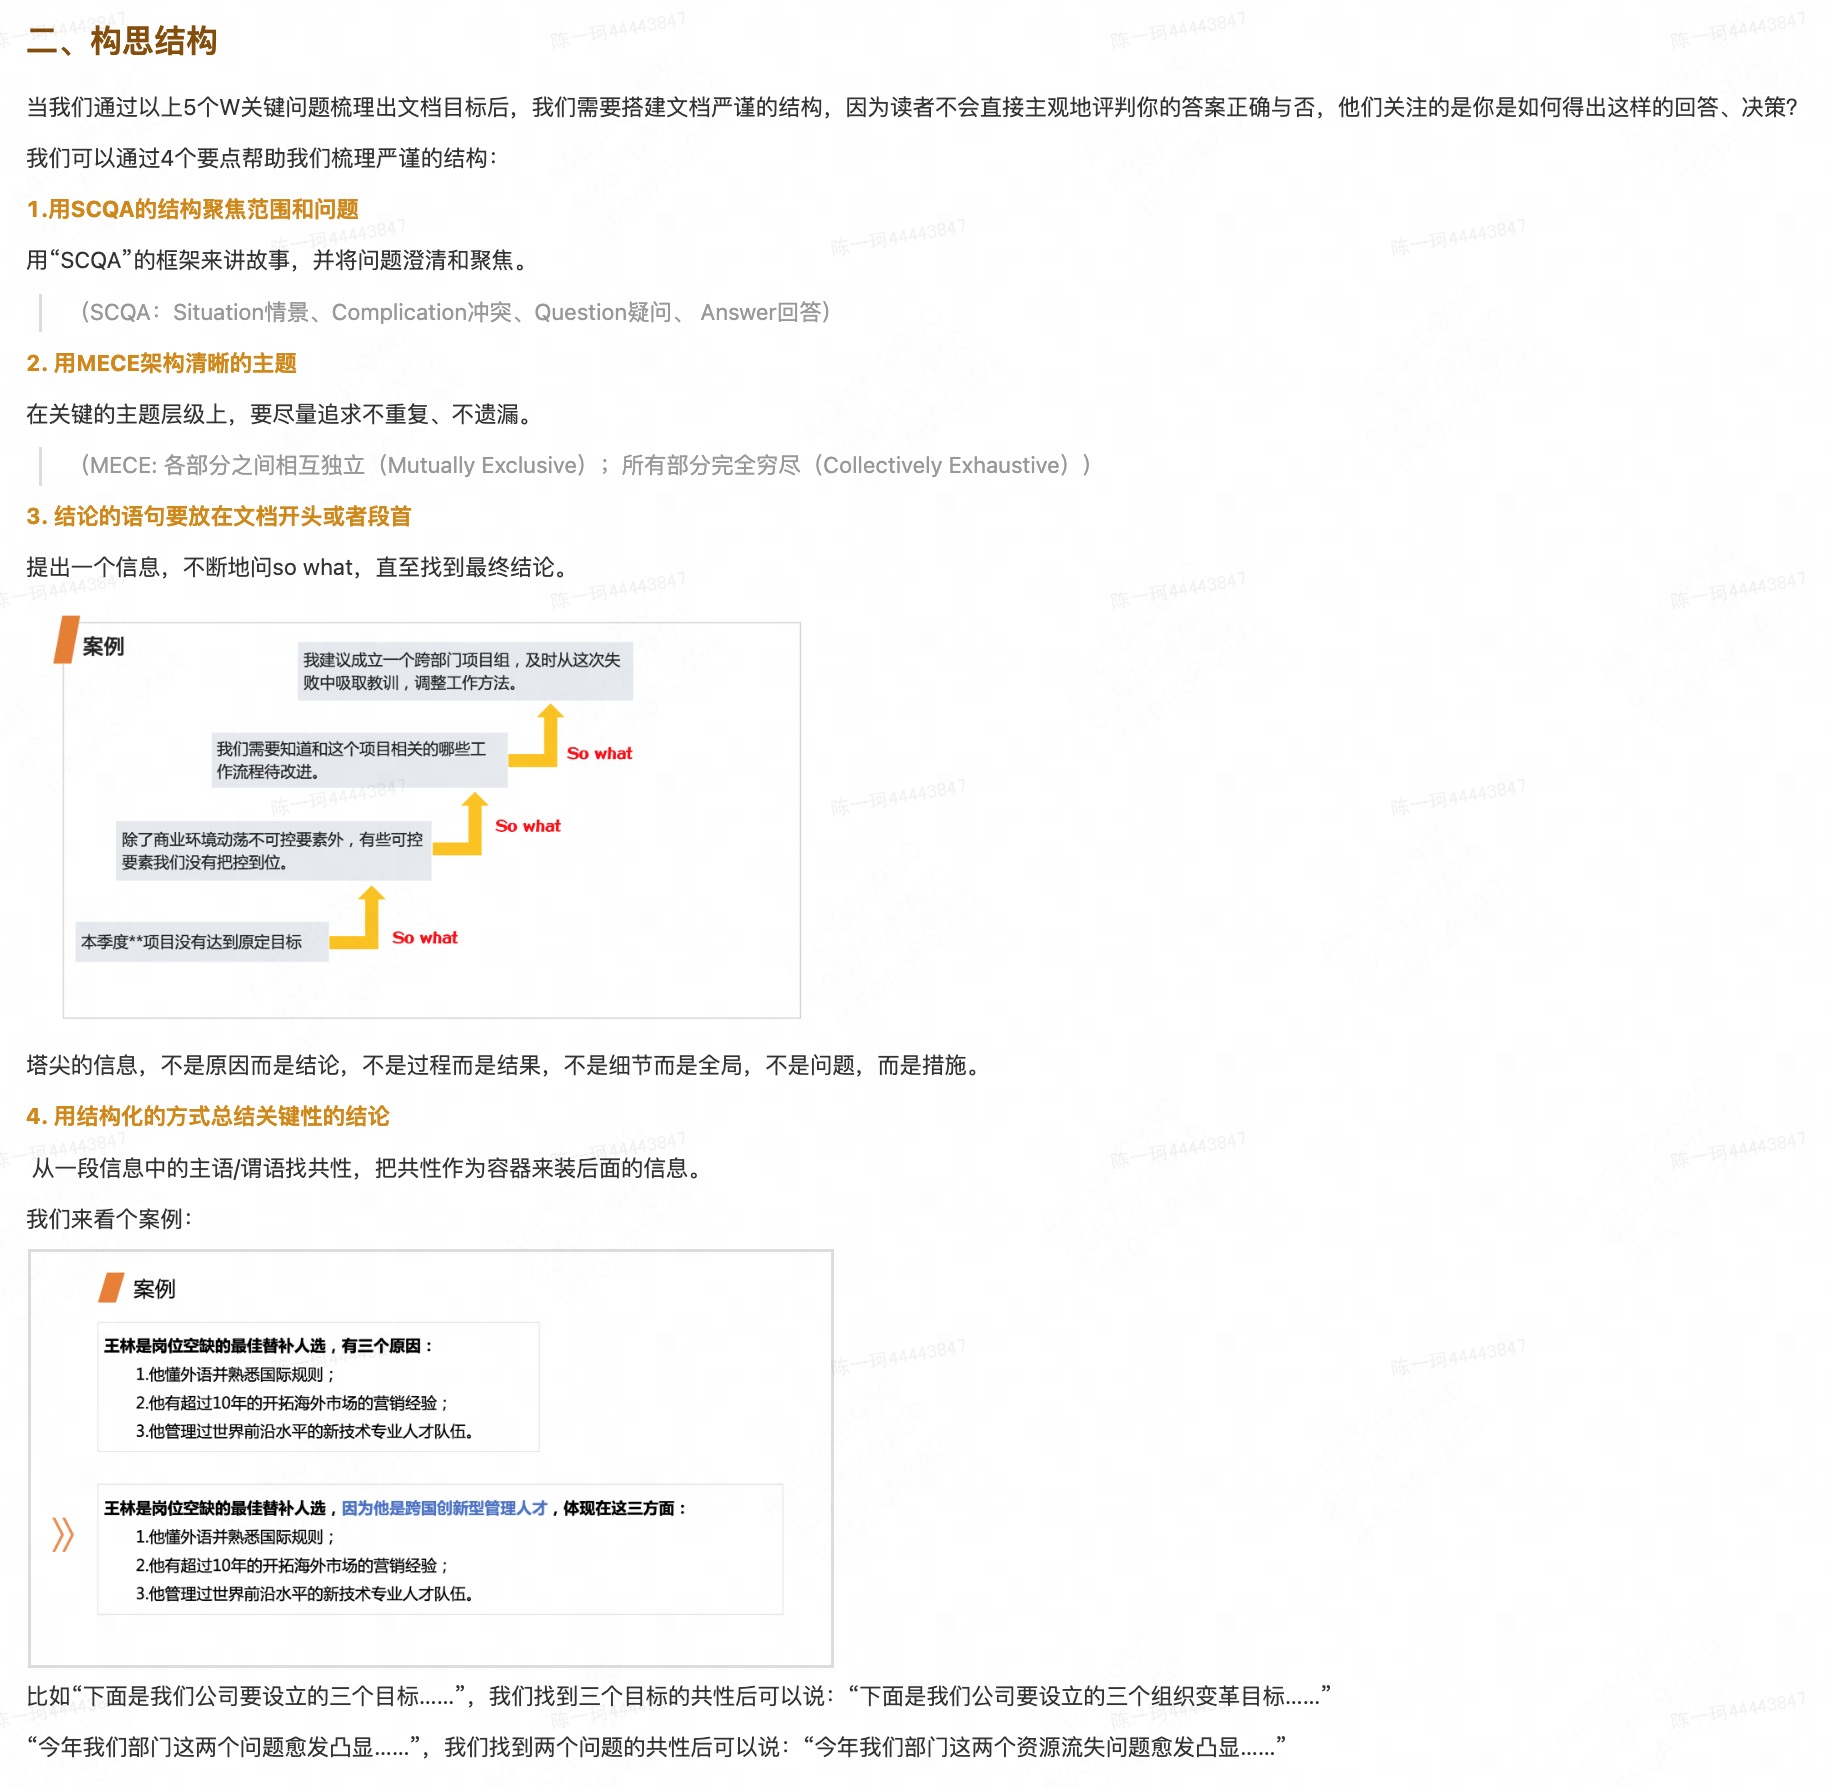 二、构思结构
当我们通过以上5个W关键问题梳理出文档目标后，我们需要搭建文档严谨的结构，因为读者不会直接主观地评判你的答案正确与否，他们关注的是你是如何得出这样的回答、决策?
我们可以通过4个要点帮助我们梳理严谨的结构：
1.用SCQA的结构聚焦范围和问题
用“SCQA”的框架来讲故事，并将问题澄清和聚焦。
（SCQA：Situation情景、Complication冲突、Question疑问、 Answer回答）
2. 用MECE架构清晰的主题
在关键的主题层级上，要尽量追求不重复、不遗漏。
（MECE: 各部分之间相互独立（Mutually Exclusive）；所有部分完全穷尽（Collectively Exhaustive））
3. 结论的语句要放在文档开头或者段首
提出一个信息，不断地问so what，直至找到最终结论。
案例
我建议成立一个跨部门项目组，及时从这次失
败中吸取教训，调整工作方法。
我们需要知道和这个项目相关的哪些工
作流程待改进。
So what
除了商业环境动荡不可控要素外，有些可控
要素我们没有把控到位。
So what
本季度**项目没有达到原定目标
So what
塔尖的信息，不是原因而是结论，不是过程而是结果，不是细节而是全局，不是问题，而是措施。
4. 用结构化的方式总结关键性的结论
从一段信息中的主语/谓语找共性，把共性作为容器来装后面的信息。
我们来看个案例：
案例
王林是岗位空缺的最佳替补人选，有三个原因：
1.他懂外语并熟悉国际规则；
2.他有超过10年的开拓海外市场的营销经验；
3.他管理过世界前沿水平的新技术专业人才队伍。
王林是岗位空缺的最佳替补人选，因为他是跨国创新型管理人才，体现在这三方面：
1.他懂外语并熟悉国际规则；
2.他有超过10年的开拓海外市场的营销经验；
3.他管理过世界前沿水平的新技术专业人才队伍。
比如“下面是我们公司要设立的三个目标……”，我们找到三个目标的共性后可以说：“下面是我们公司要设立的三个组织变革目标……”
“今年我们部门这两个问题愈发凸显……”，我们找到两个问题的共性后可以说：“今年我们部门这两个资源流失问题愈发凸显……”
陈一珂44443847